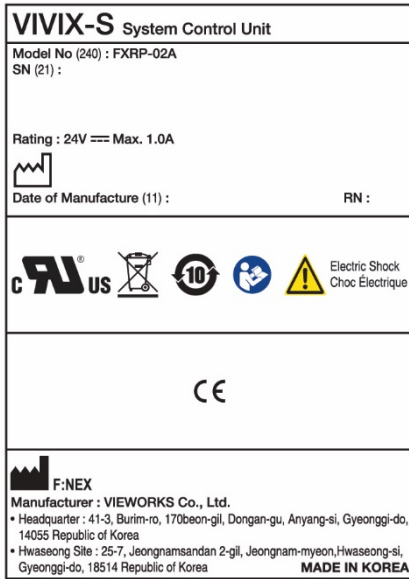 VIVIX-S System Control Unit
Model No (240) : FXRP-02A
SN (21) :
Rating : 24V ⎓ Max. 1.0A
Date of Manufacture (11) : RN :
c RU ® US 10 Electric Shock
Choc Électrique
CE
F:NEX
Manufacturer : VIEWORKS Co., Ltd.
• Headquarter : 41-3, Burim-ro, 170beon-gil, Dongan-gu, Anyang-si, Gyeonggi-do,
14055 Republic of Korea
• Hwaseong Site : 25-7, Jeongnamsandan 2-gil, Jeongnam-myeon,Hwaseong-si,
Gyeonggi-do, 18514 Republic of Korea MADE IN KOREA